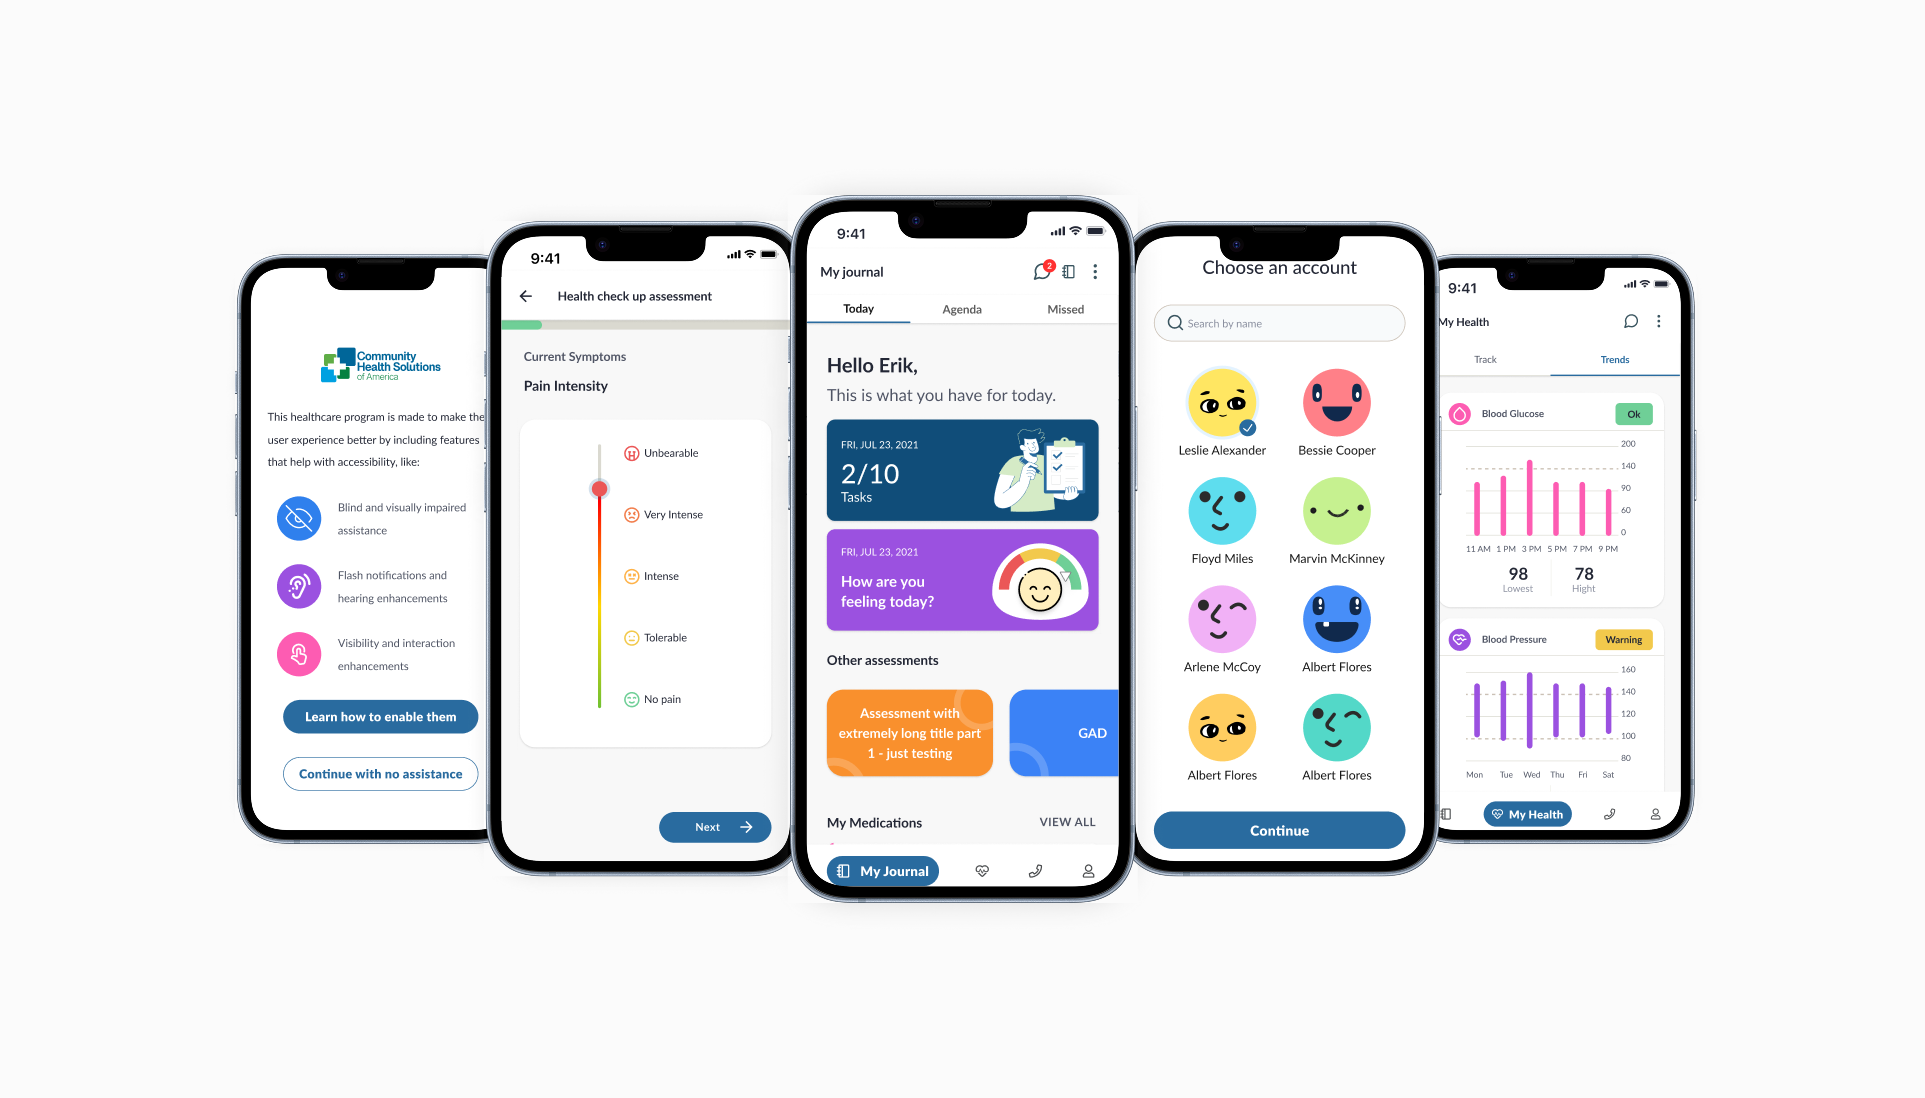 Community
Health Solutions
of America
This healthcare program is made to make the
user experience better by including features
that help with accessibility, like:
Blind and visually impaired
assistance
Flash notifications and
hearing enhancements
Visibility and interaction
enhancements
Learn how to enable them
Continue with no assistance
9:41
Health check up assessment
Current Symptoms
Pain Intensity
Unbearable
Very Intense
Intense
Tolerable
No pain
Next
9:41
My journal
2
Today Agenda Missed
Hello Erik,
This is what you have for today.
FRI, JUL 23, 2021
2/10
Tasks
FRI, JUL 23, 2021
How are you
feeling today?
Other assessments
Assessment with
extremely long title part
1 - just testing
GAD
My Medications VIEW ALL
My Journal
Choose an account
Search by name
Leslie Alexander Bessie Cooper
Floyd Miles Marvin McKinney
Arlene McCoy Albert Flores
Albert Flores Albert Flores
Continue
9:41
My Health
Track Trends
Blood Glucose Ok
200
140
90
60
0
11 AM 1 PM 3 PM 5 PM 7 PM 9 PM
98 78
Lowest Hight
Blood Pressure Warning
160
140
120
100
80
Mon Tue Wed Thu Fri Sat
My Health